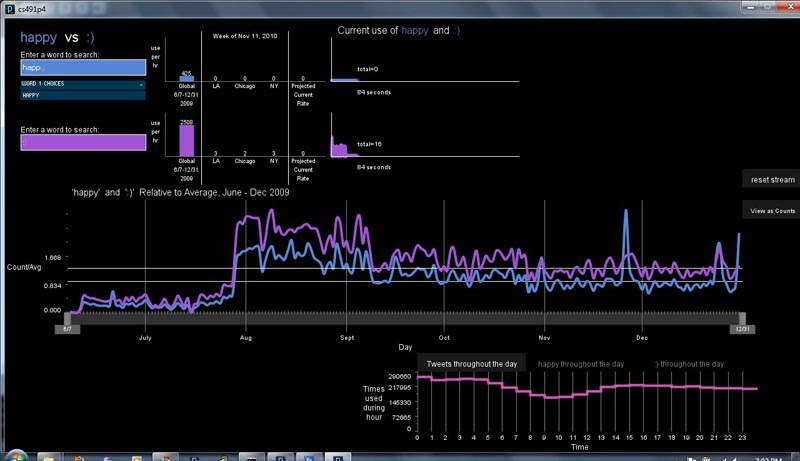 cs491p4
happy vs :)
Enter a word to search:
happ
WORD 1 CHOICES
HAPPY
Enter a word to search:
:)
use
per
hr
Week of Nov 11, 2010
425
0 0 0 0
Global LA Chicago NY Projected
6/7-12/31 Current
2009 Rate
use
per
hr
2508
3 2 3 0
Global LA Chicago NY Projected
6/7-12/31 Current
2009 Rate
Current use of happy and :)
total=0
84 seconds
total=16
84 seconds
reset stream
View as Counts
'happy' and ':)' Relative to Average, June - Dec 2009
Count/Avg
1.668
0.834
0.000
6/7
July Aug Sept Oct Nov Dec
12/31
Day
Tweets throughout the day happy throughout the day :) throughout the day
Times
used
during
hour
290660
217995
145330
72665
0
0 1 2 3 4 5 6 7 8 9 10 11 12 13 14 15 16 17 18 19 20 21 22 23
Time